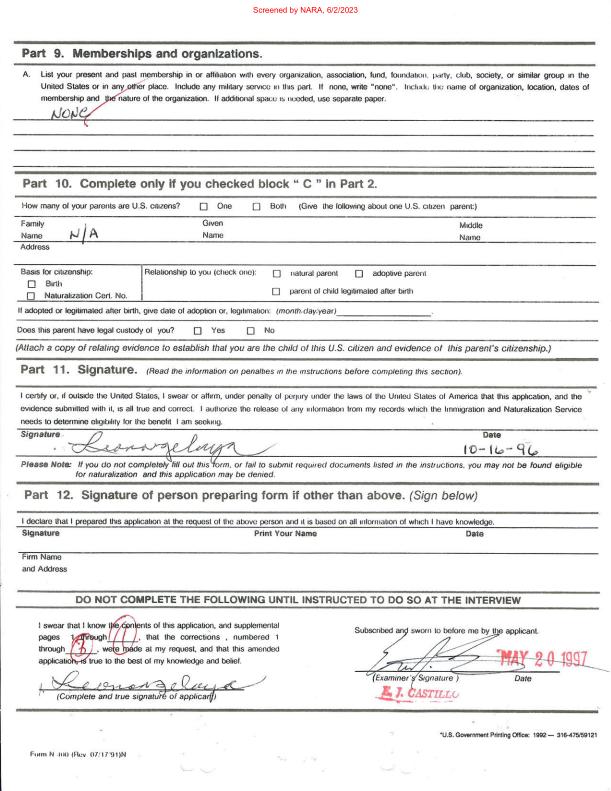 Screened by NARA, 6/2/2023
Part 9. Memberships and organizations.
A. List your present and past membership in or affiliation with every organization, association, fund, foundation, party, club, society, or similar group in the
United States or in any other place. Include any military service in this part. If none, write "none". Include the name of organization, location, dates of
membership and the nature of the organization. If additional space is needed, use separate paper.
NONE
Part 10. Complete only if you checked block " C " in Part 2.
How many of your parents are U.S. citizens? One Both (Give the following about one U.S. citizen parent:)
Family Given Middle
Name N/A Name Name
Address
Basis for citizenship: Relationship to you (check one): natural parent adoptive parent
Birth
Naturalization Cert. No. parent of child legitimated after birth
If adopted or legitimated after birth, give date of adoption or, legitimation: (month-day-year)
Does this parent have legal custody of you? Yes No
(Attach a copy of relating evidence to establish that you are the child of this U.S. citizen and evidence of this parent's citizenship.)
Part 11. Signature. (Read the information on penalties in the instructions before completing this section).
I certify or, if outside the United States, I swear or affirm, under penalty of perjury under the laws of the United States of America that this application, and the
evidence submitted with it, is all true and correct. I authorize the release of any information from my records which the Immigration and Naturalization Service
needs to determine eligibility for the benefit I am seeking.
Signature Date
10-16-96
Please Note: If you do not completely fill out this form, or fail to submit required documents listed in the instructions, you may not be found eligible
for naturalization and this application may be denied.
Part 12. Signature of person preparing form if other than above. (Sign below)
I declare that I prepared this application at the request of the above person and it is based on all information of which I have knowledge.
Signature Print Your Name Date
Firm Name
and Address
DO NOT COMPLETE THE FOLLOWING UNTIL INSTRUCTED TO DO SO AT THE INTERVIEW
I swear that I know the contents of this application, and supplemental
pages 1 through , that the corrections , numbered 1
through , were made at my request, and that this amended
application, is true to the best of my knowledge and belief.
(Complete and true signature of applicant)
Subscribed and sworn to before me by the applicant.
MAY 20 1997
(Examiner's Signature ) Date
E. J. CASTILLO
*U.S. Government Printing Office: 1992 — 316-475/59121
Form N 400 (Rev. 07/17/91)N